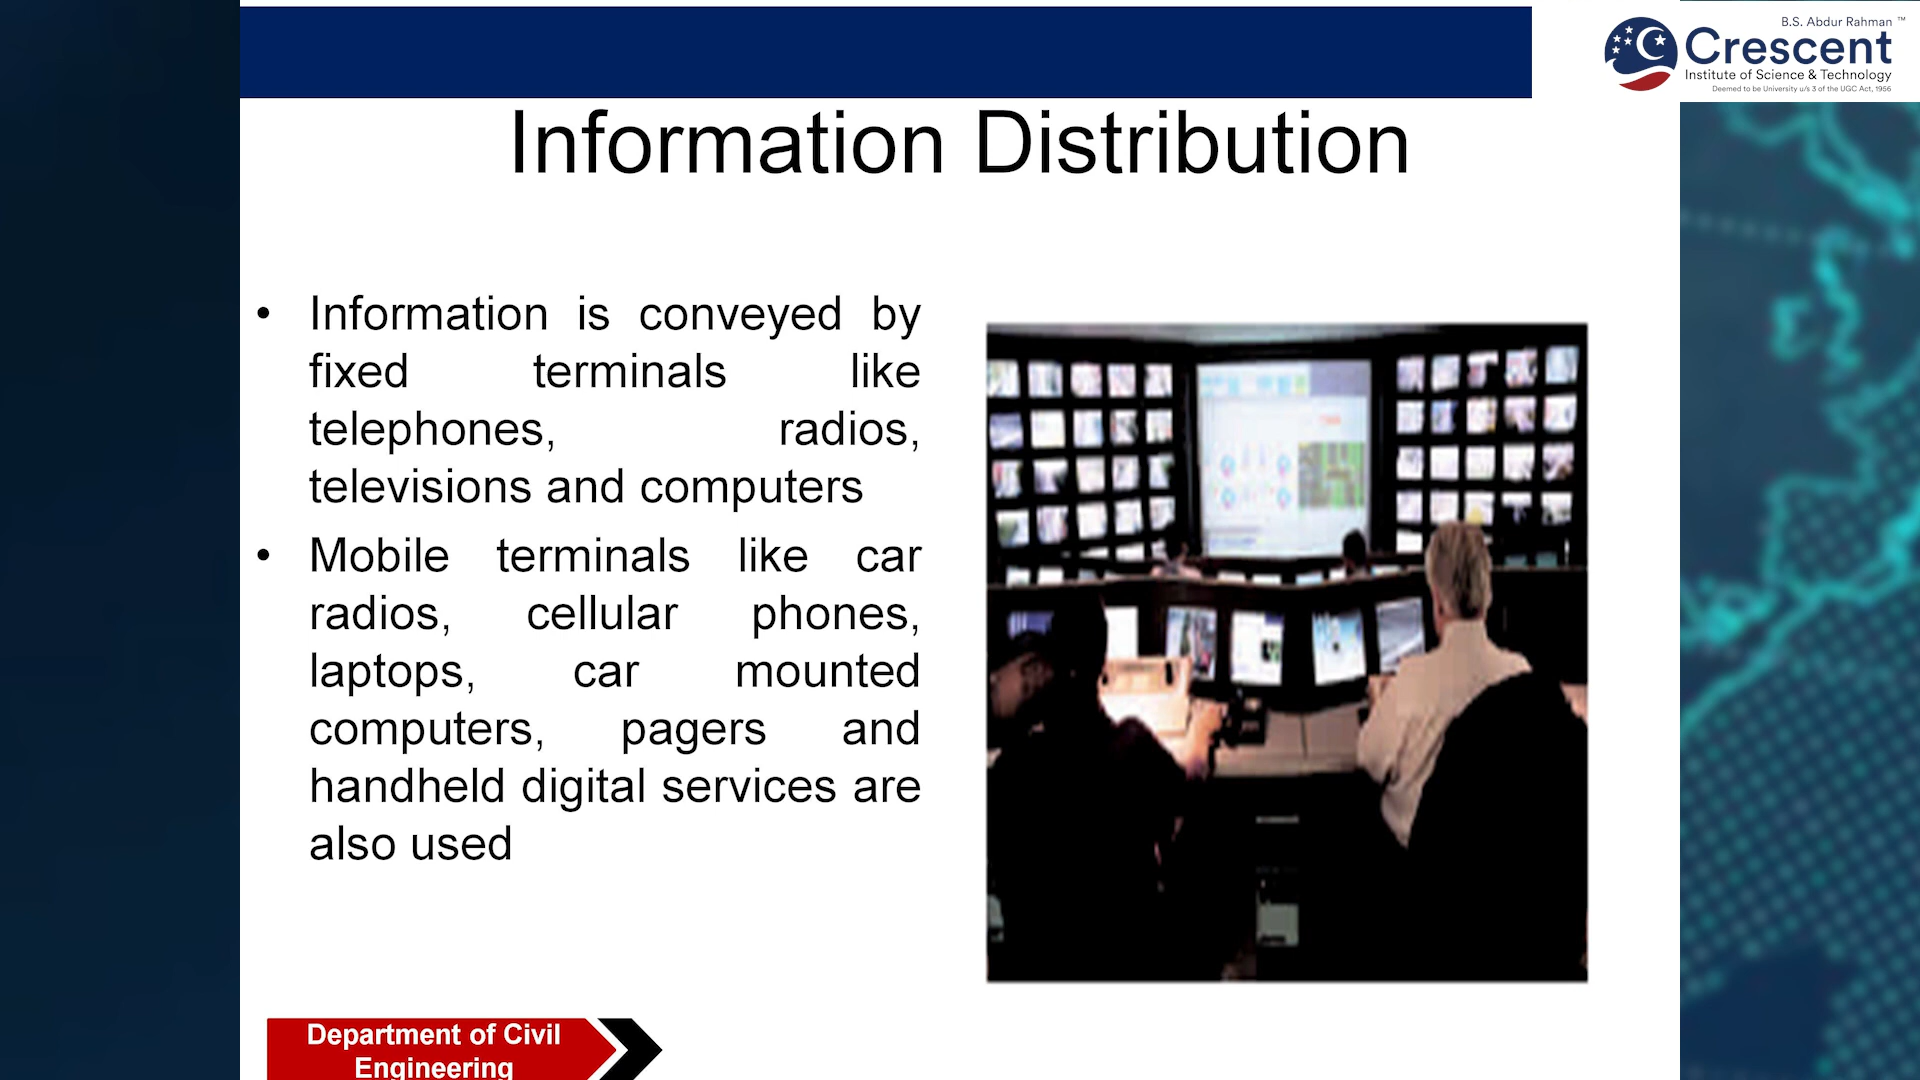 B.S. Abdur Rahman ™
Crescent
Institute of Science & Technology
Deemed to be University u/s 3 of the UGC Act, 1956
Information Distribution
• Information is conveyed by
fixed terminals like
telephones, radios,
televisions and computers
• Mobile terminals like car
radios, cellular phones,
laptops, car mounted
computers, pagers and
handheld digital services are
also used
Department of Civil
Engineering